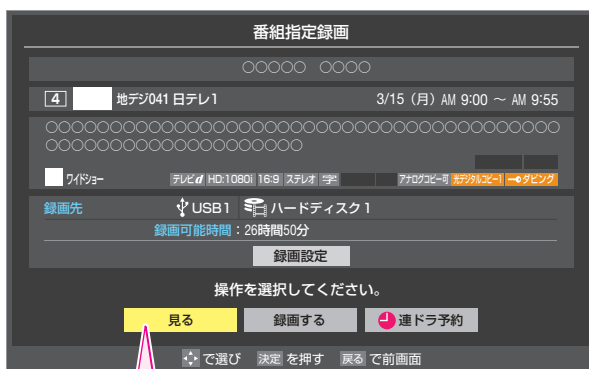 番組指定録画
○○○○○ ○○○○
4 地デジ041 日テレ1 3/15（月）AM 9:00 ～ AM 9:55
○○○○○○○○○○○○○○○○○○○○○○○○○○○○○○○○
○○○○○○○○○○○○○○○○
ワイドショー テレビd HD:1080i 16:9 ステレオ 字 アナログコピー可 光デジタルコピー1 ダビング
録画先 USB1 ハードディスク1
録画可能時間：26時間50分
録画設定
操作を選択してください。
見る 録画する 連ドラ予約
で選び 決定 を押す 戻る で前画面